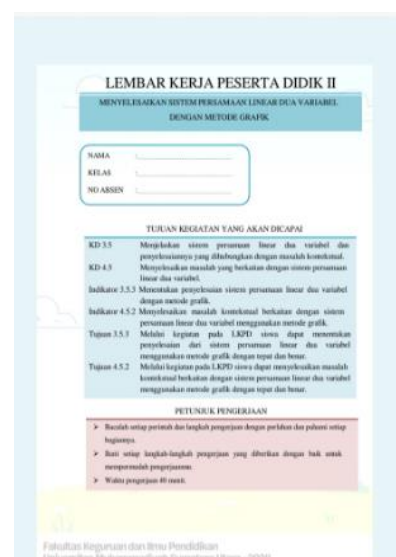 LEMBAR KERJA PESERTA DIDIK II
MENYELESAIKAN SISTEM PERSAMAAN LINEAR DUA VARIABEL
DENGAN METODE GRAFIK
NAMA :
KELAS :
NO ABSEN :
TUJUAN KEGIATAN YANG AKAN DICAPAI
KD 3.5 Menjelaskan sistem persamaan linear dua variabel dan
penyelesaiannya yang dihubungkan dengan masalah kontekstual.
KD 4.5 Menyelesaikan masalah yang berkaitan dengan sistem persamaan
linear dua variabel.
Indikator 3.5.3 Menentukan penyelesaian sistem persamaan linear dua variabel
dengan metode grafik.
Indikator 4.5.2 Menyelesaikan masalah kontekstual berkaitan dengan sistem
persamaan linear dua variabel menggunakan metode grafik.
Tujuan 3.5.3 Melalui kegiatan pada LKPD siswa dapat menentukan
penyelesaian dari sistem persamaan linear dua variabel
menggunakan metode grafik dengan tepat dan benar.
Tujuan 4.5.2 Melalui kegiatan pada LKPD siswa dapat menyelesaikan masalah
kontekstual berkaitan dengan sistem persamaan linear dua variabel
menggunakan metode grafik dengan tepat dan benar.
PETUNJUK PENGERJAAN
➢ Bacalah setiap perintah dan langkah pengerjaan dengan perlahan dan pahami setiap
bagiannya.
➢ Ikuti setiap langkah-langkah pengerjaan yang diberikan dengan baik untuk
mempermudah pengerjaanmu.
➢ Waktu pengerjaan 40 menit.
Fakultas Keguruan dan Ilmu Pendidikan